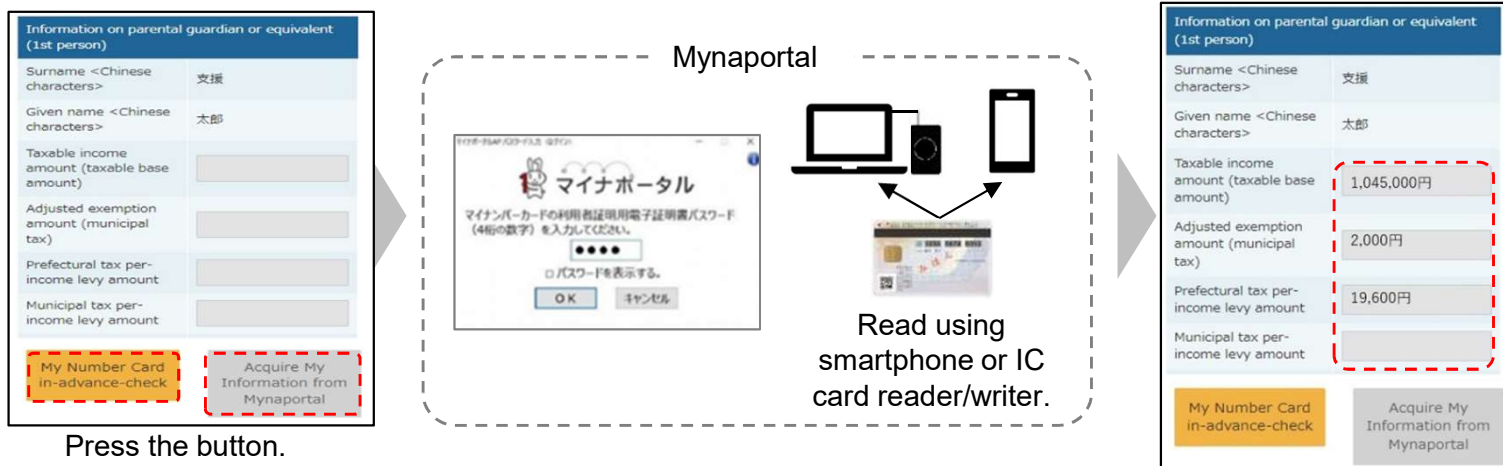 Information on parental guardian or equivalent
(1st person)
Surname <Chinese
characters>
支援
Given name <Chinese
characters>
太郎
Taxable income
amount (taxable base
amount)
Adjusted exemption
amount (municipal
tax)
Prefectural tax per-
income levy amount
Municipal tax per-
income levy amount
My Number Card
in-advance-check
Acquire My
Information from
Mynaportal
Press the button.
Mynaportal
マイナポータル
マイナンバーカードの利用者証明用電子証明書パスワード
(4桁の数字)を入力してください。
●●●●
パスワードを表示する。
OK
キャンセル
Read using
smartphone or IC
card reader/writer.
Information on parental guardian or equivalent
(1st person)
Surname <Chinese
characters>
支援
Given name <Chinese
characters>
太郎
Taxable income
amount (taxable base
amount)
1,045,000円
Adjusted exemption
amount (municipal
tax)
2,000円
Prefectural tax per-
income levy amount
19,600円
Municipal tax per-
income levy amount
My Number Card
in-advance-check
Acquire My
Information from
Mynaportal